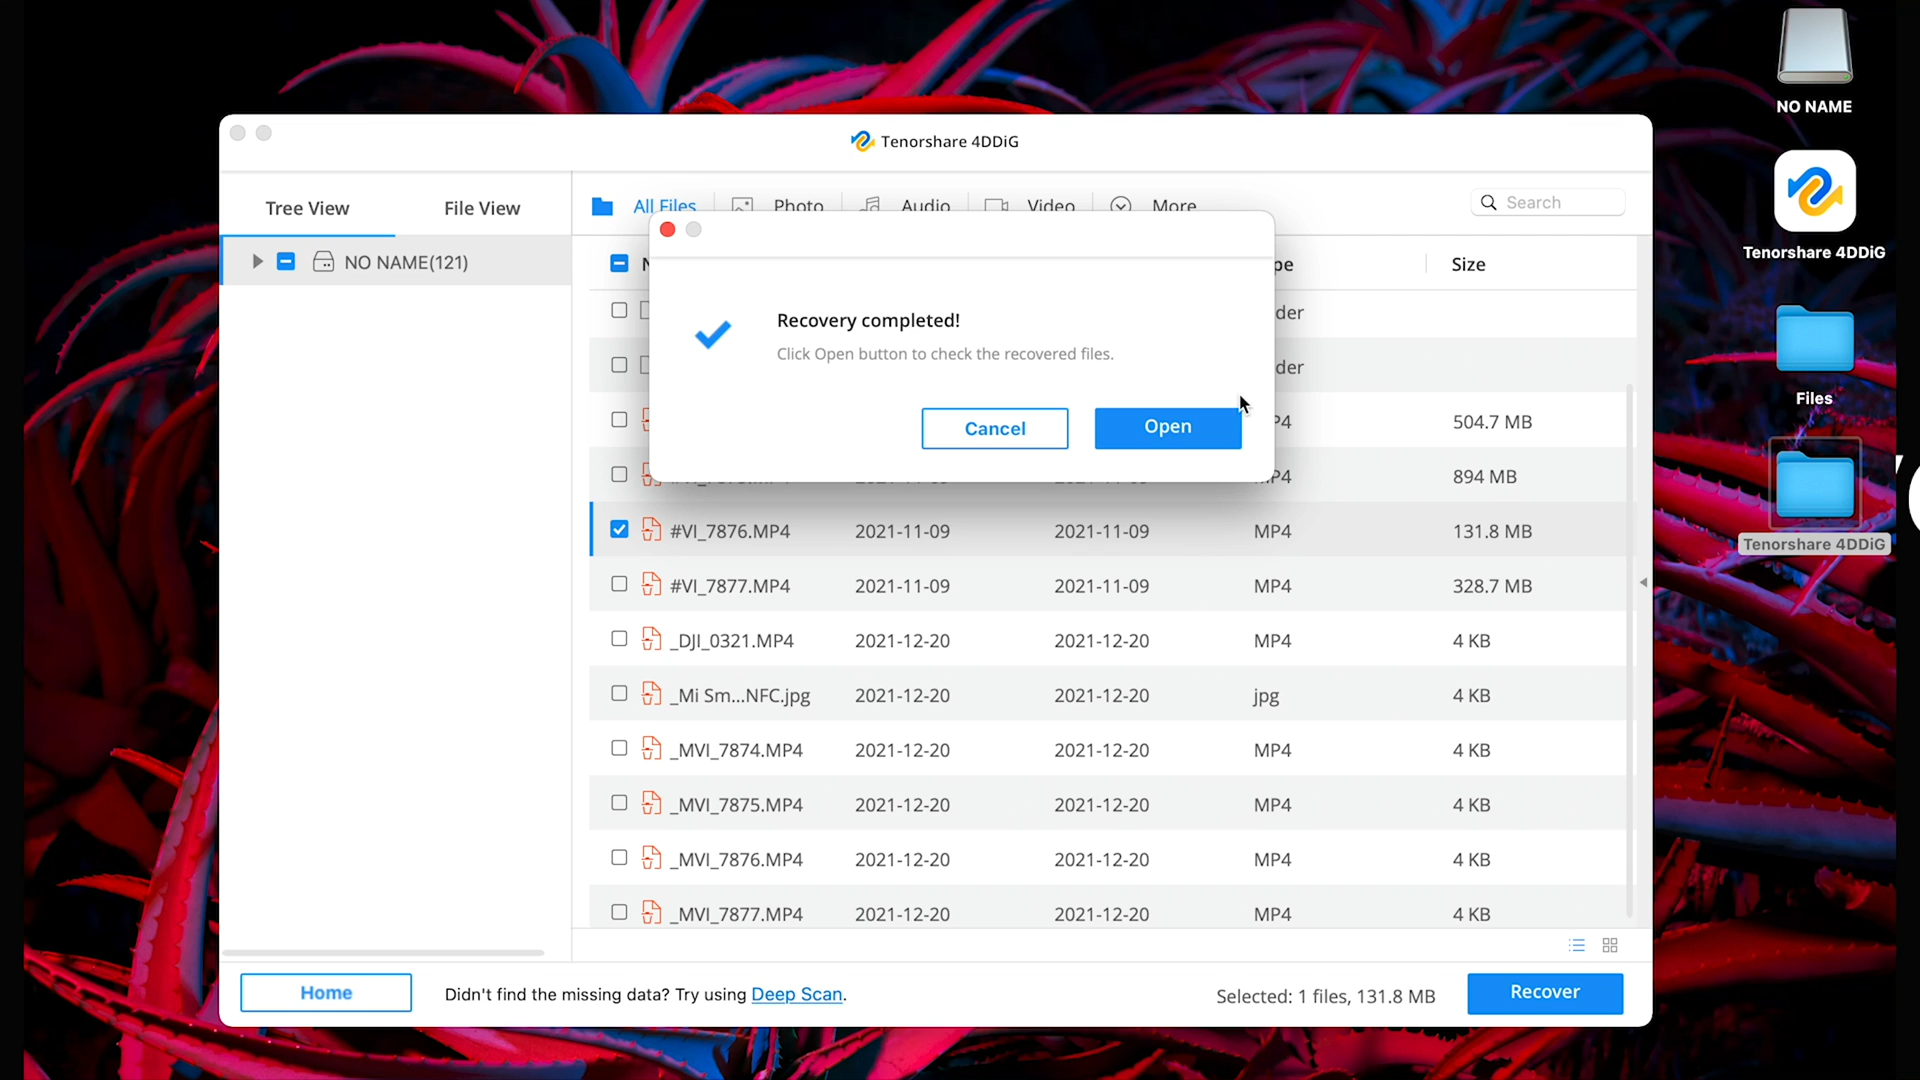 NO NAME
Tenorshare 4DDiG
Tree View File View All Files Photo Audio Video More Search
Tenorshare 4DDiG
NO NAME(121)
Size
Recovery completed!
Click Open button to check the recovered files.
Files
Cancel Open
504.7 MB
894 MB
#VI_7876.MP4 2021-11-09 2021-11-09 MP4 131.8 MB
Tenorshare 4DDiG
#VI_7877.MP4 2021-11-09 2021-11-09 MP4 328.7 MB
_DJI_0321.MP4 2021-12-20 2021-12-20 MP4 4 KB
_Mi Sm...NFC.jpg 2021-12-20 2021-12-20 jpg 4 KB
_MVI_7874.MP4 2021-12-20 2021-12-20 MP4 4 KB
_MVI_7875.MP4 2021-12-20 2021-12-20 MP4 4 KB
_MVI_7876.MP4 2021-12-20 2021-12-20 MP4 4 KB
_MVI_7877.MP4 2021-12-20 2021-12-20 MP4 4 KB
Home Didn't find the missing data? Try using Deep Scan. Selected: 1 files, 131.8 MB Recover